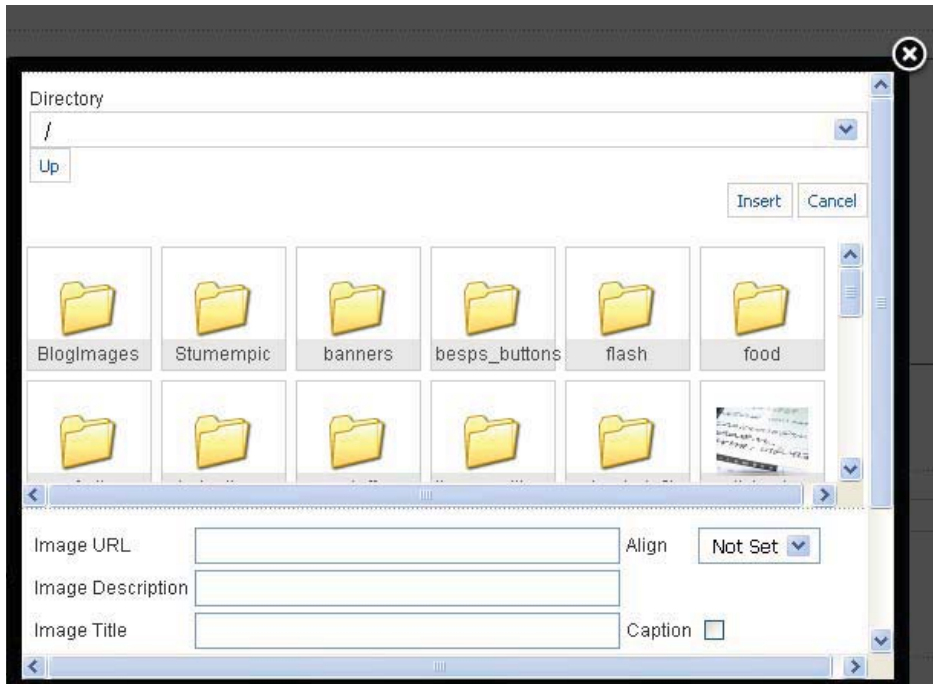 Directory
/
Up
Insert Cancel
BlogImages Stumempic banners besps_buttons flash food
Image URL Align Not Set
Image Description
Image Title Caption